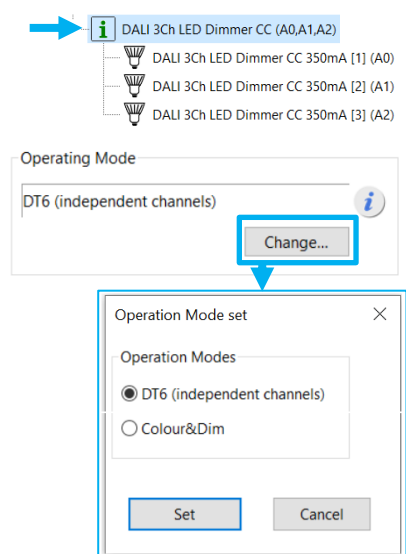 DALI 3Ch LED Dimmer CC (A0,A1,A2)
DALI 3Ch LED Dimmer CC 350mA [1] (A0)
DALI 3Ch LED Dimmer CC 350mA [2] (A1)
DALI 3Ch LED Dimmer CC 350mA [3] (A2)
Operating Mode
DT6 (independent channels)
Change...
Operation Mode set
Operation Modes
DT6 (independent channels)
Colour&Dim
Set Cancel